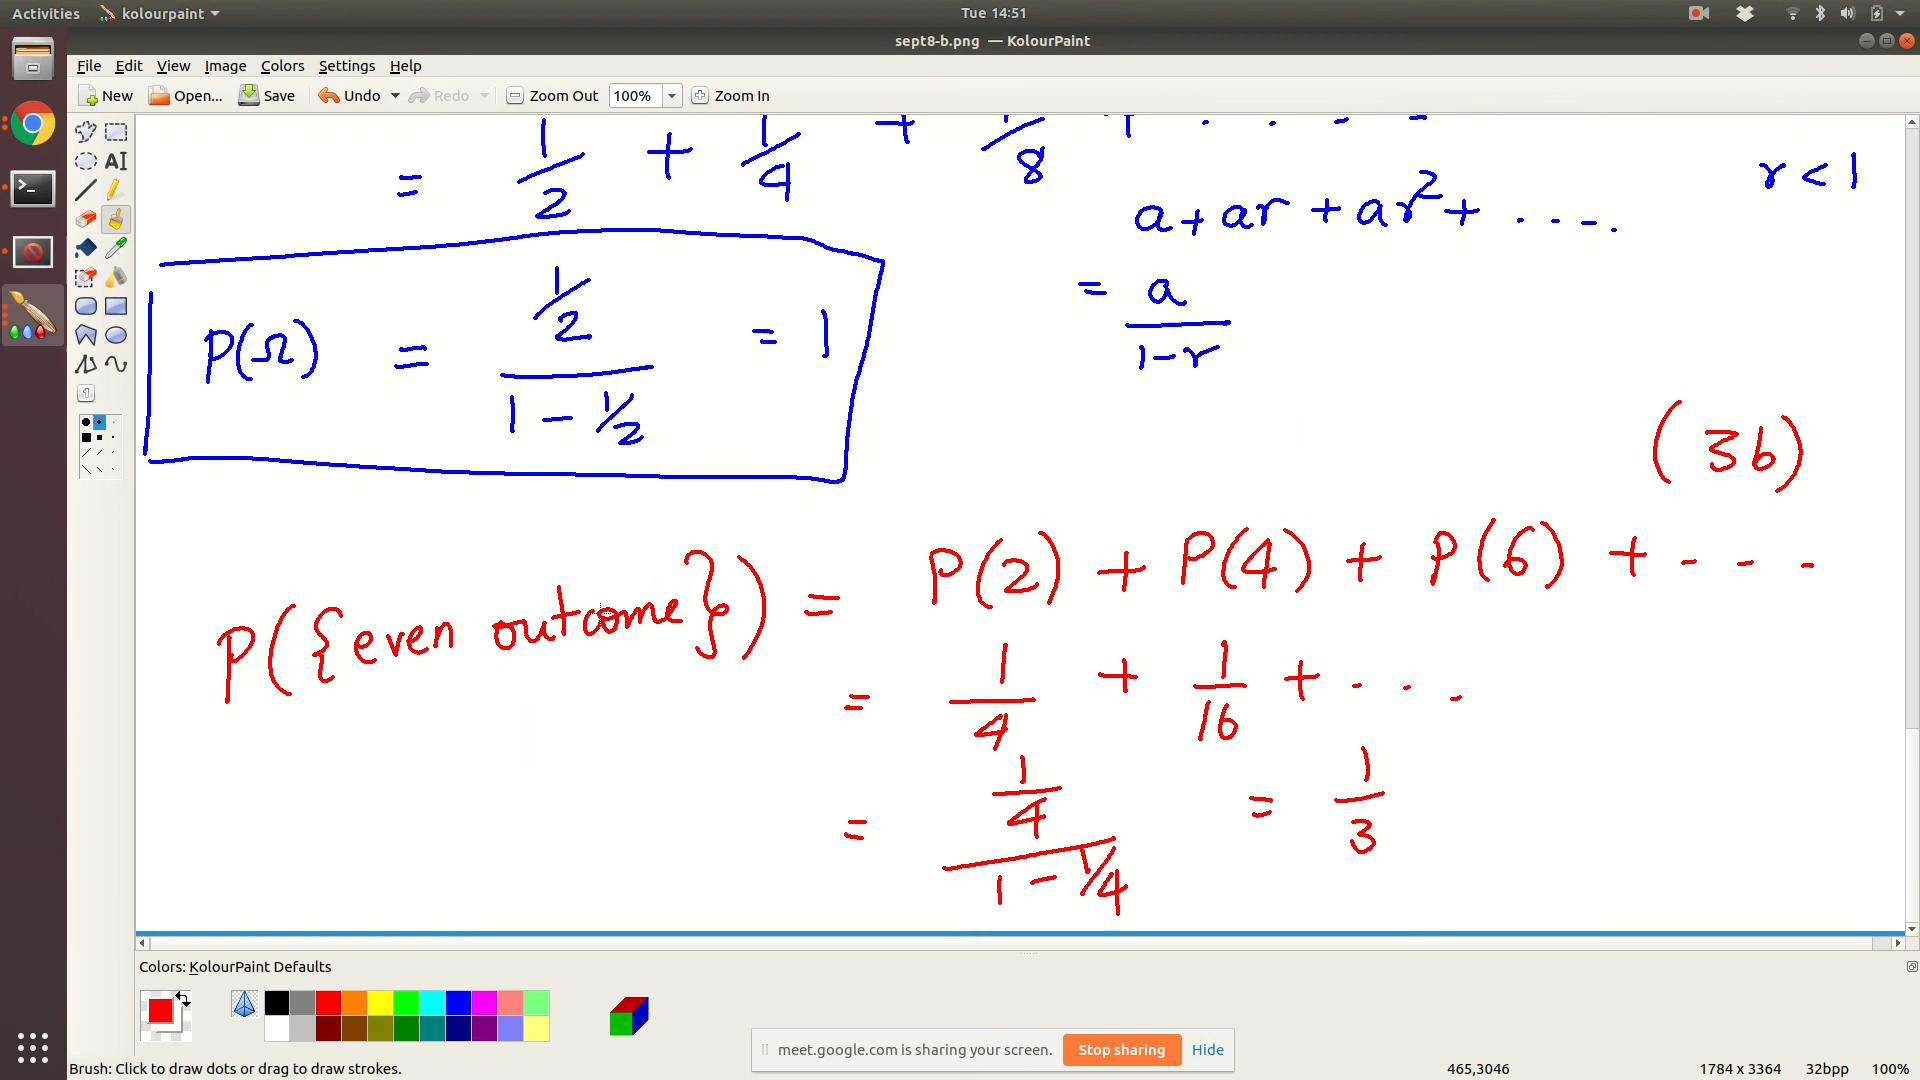 Activities kolourpaint Tue 14:51
sept8-b.png — KolourPaint
File Edit View Image Colors Settings Help
New Open... Save Undo Redo Zoom Out 100% Zoom In
= 1/2 + 1/4 + 1/8 + . . . .
r < 1
a + ar + ar² + . . . .
= a/(1-r)
P(Ω) = (1/2)/(1 - 1/2) = 1
(3b)
P({even outcome}) = P(2) + P(4) + P(6) + . . .
= 1/4 + 1/16 + . . .
= (1/4)/(1 - 1/4) = 1/3
Colors: KolourPaint Defaults
meet.google.com is sharing your screen. Stop sharing Hide
Brush: Click to draw dots or drag to draw strokes. 465,3046 1784 x 3364 32bpp 100%